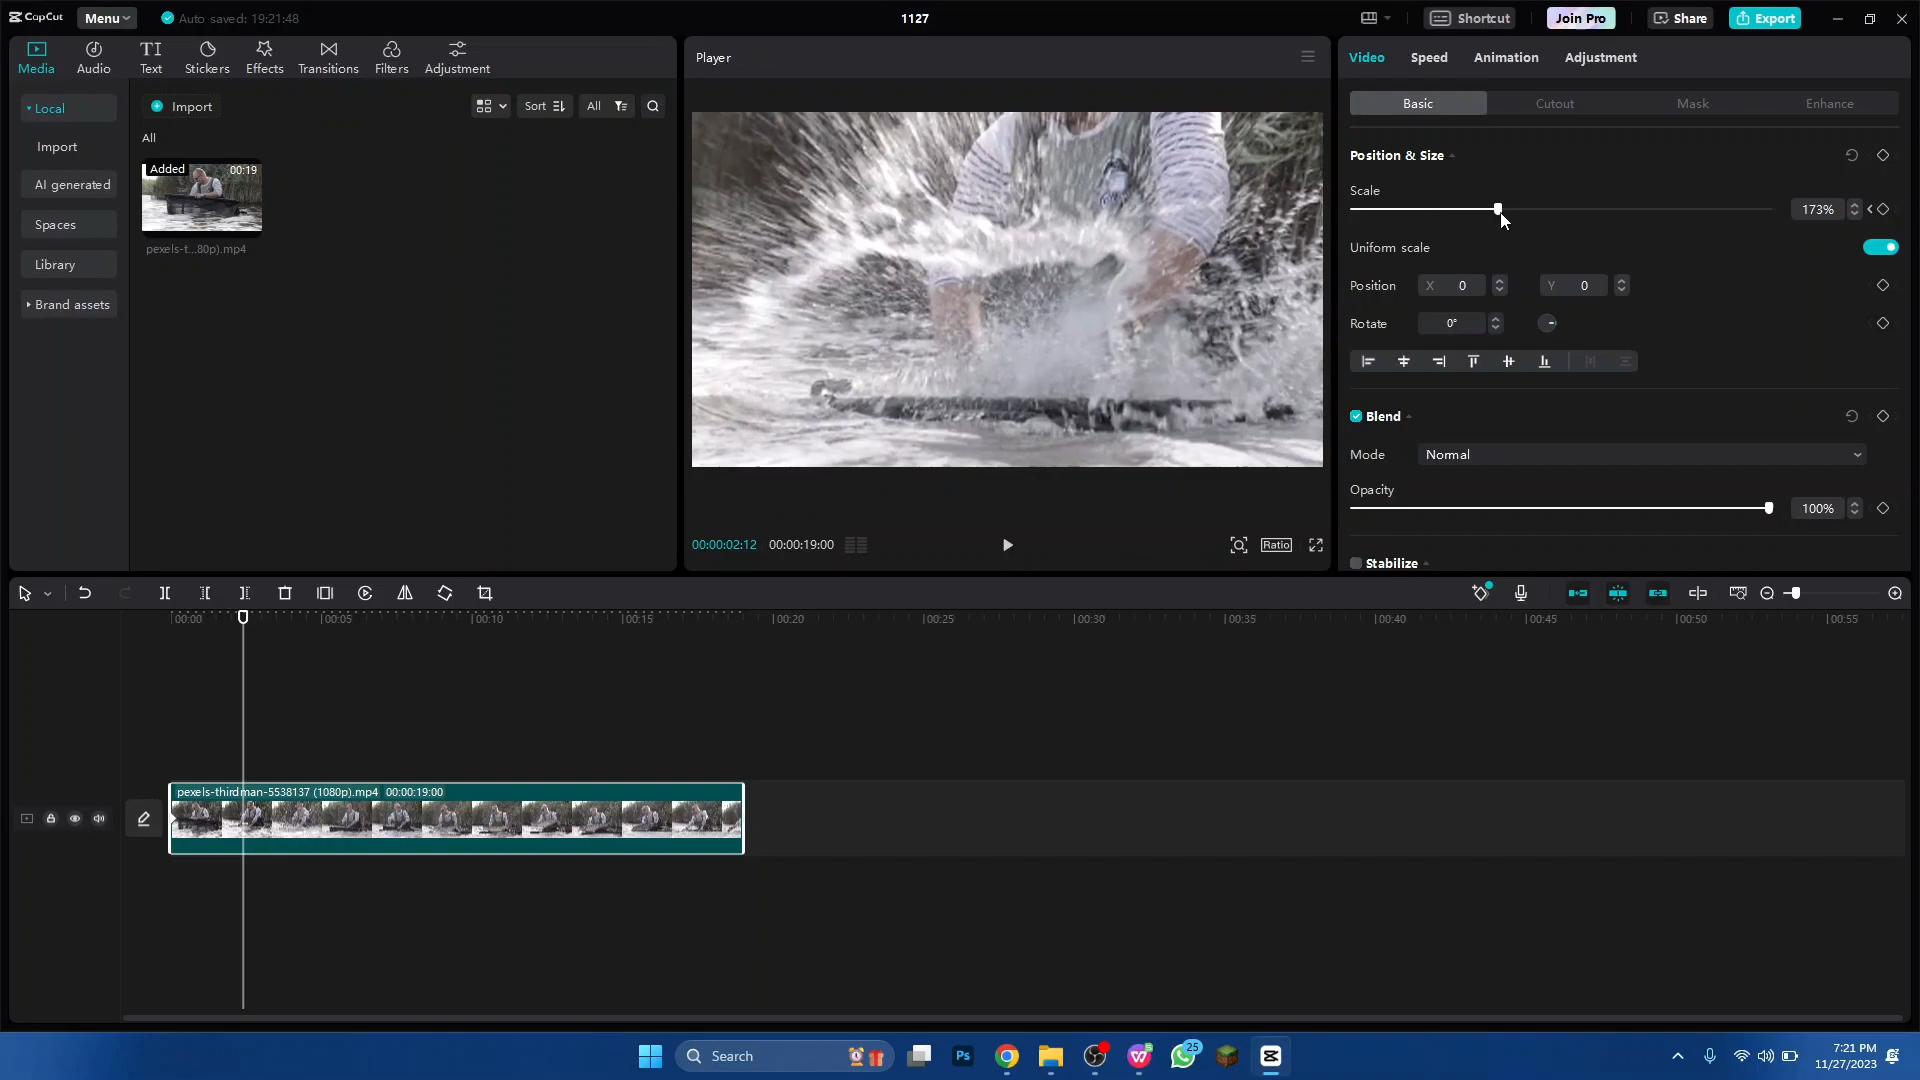 CapCut Menu Auto saved: 19:21:48 1127 Shortcut Join Pro Share Export
Media Audio Text Stickers Effects Transitions Filters Adjustment
Local
Import
AI generated
Spaces
Library
Brand assets
Import Sort All
All
Added 00:19
pexels-t...80p).mp4
Player
00:00:02:12 00:00:19:00 Ratio
Video Speed Animation Adjustment
Basic Cutout Mask Enhance
Position & Size
Scale
173%
Uniform scale
Position X 0 Y 0
Rotate 0°
Blend
Mode Normal
Opacity
100%
Stabilize
00:00 00:05 00:10 00:15 00:20 00:25 00:30 00:35 00:40 00:45 00:50 00:55
pexels-thirdman-5538137 (1080p).mp4 00:00:19:00
Search Ps 25
7:21 PM
11/27/2023